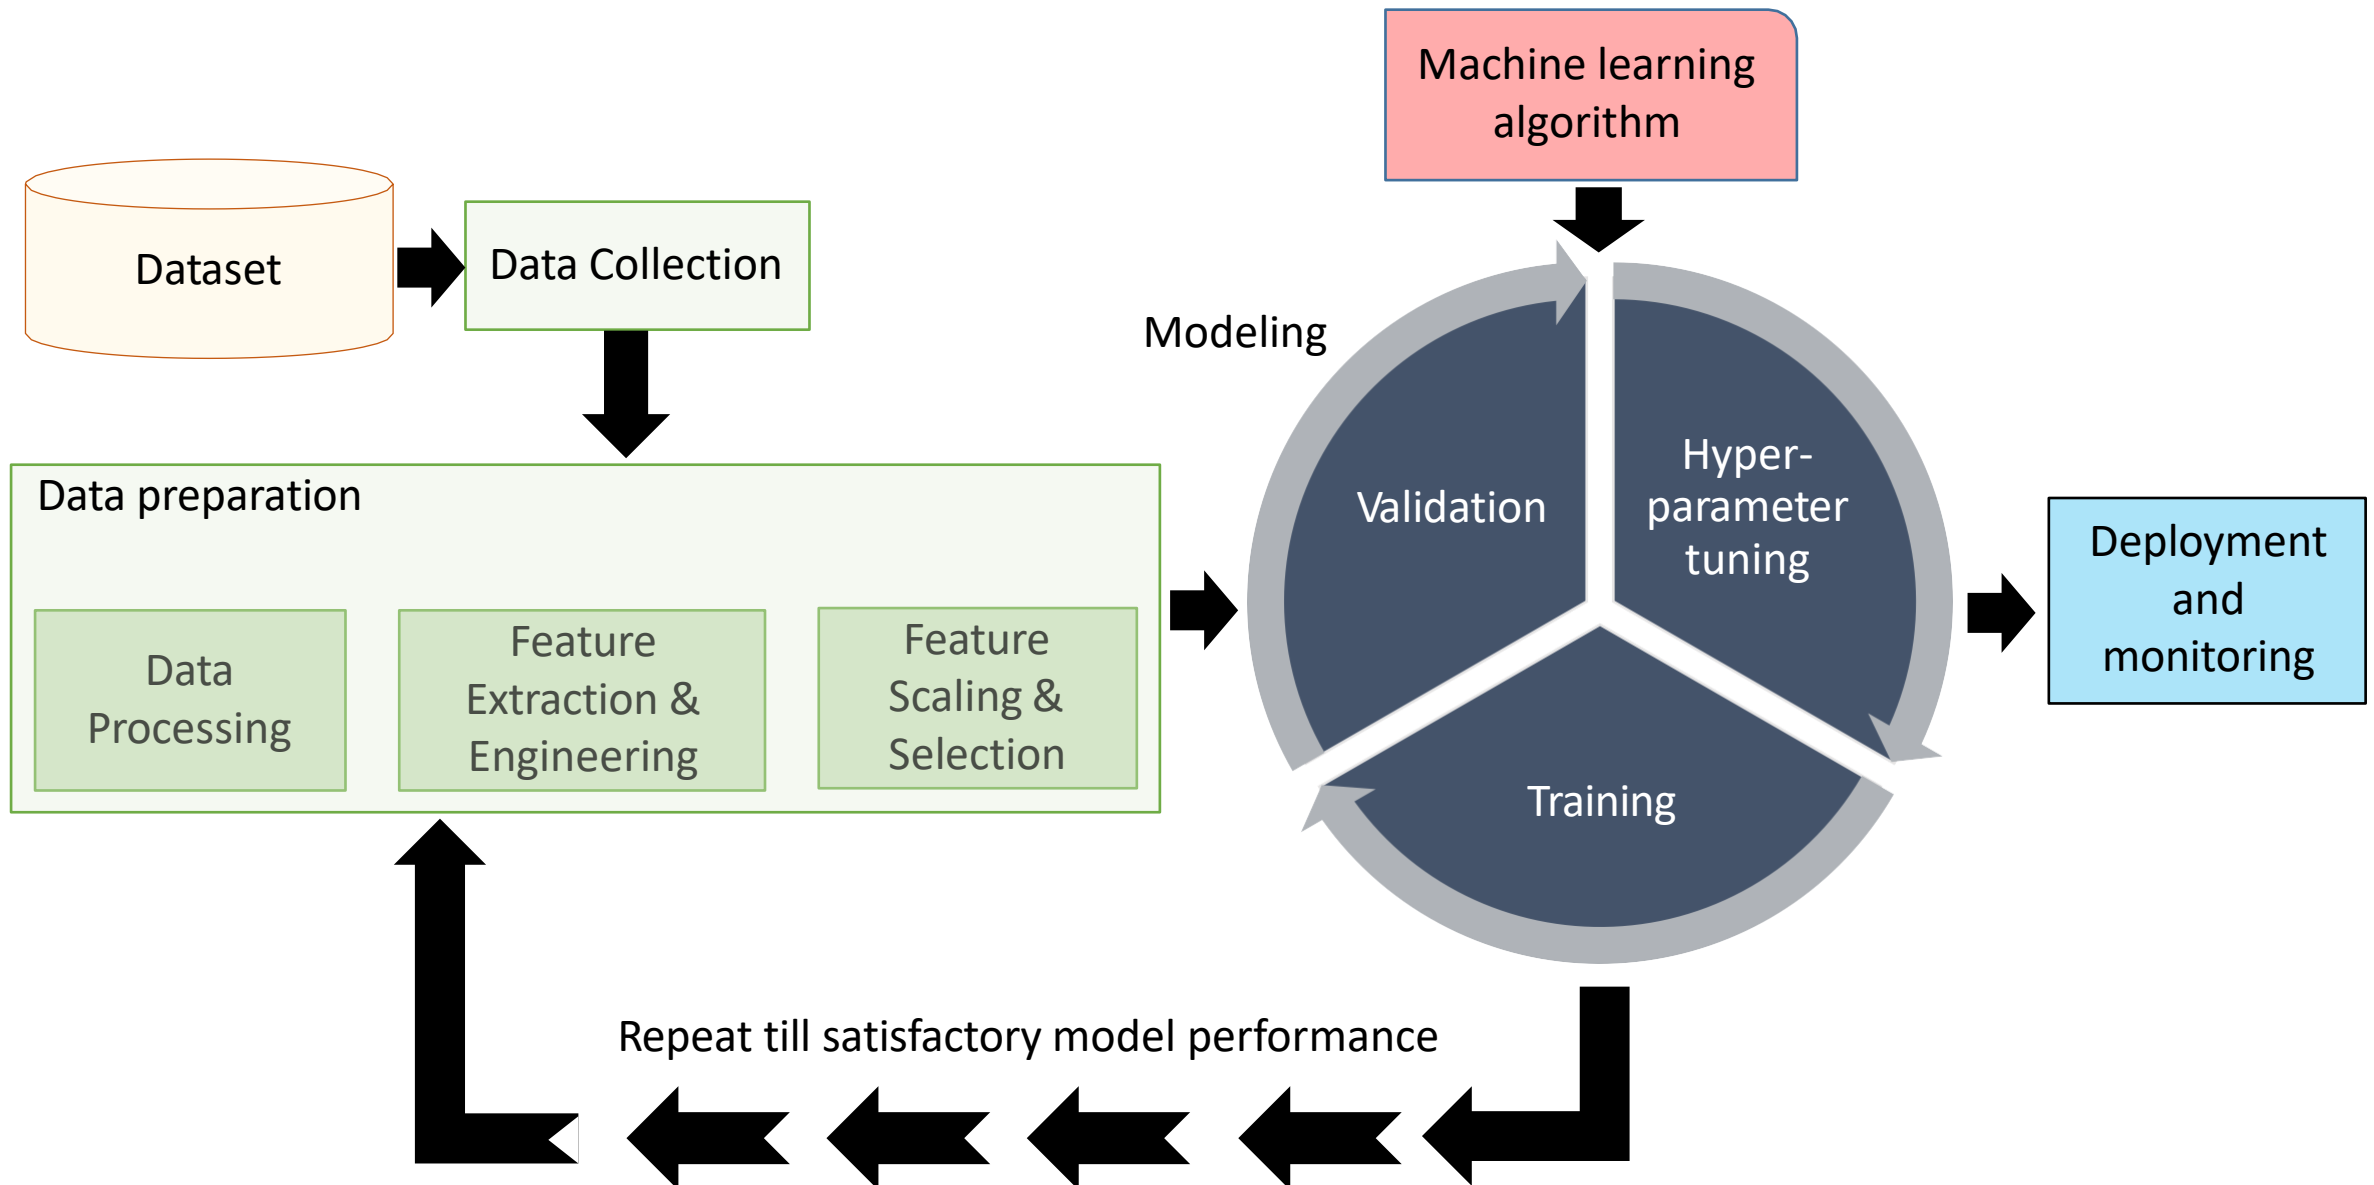 Machine learning
algorithm
Dataset
Data Collection
Modeling
Data preparation
Data
Processing
Feature
Extraction &
Engineering
Feature
Scaling &
Selection
Validation
Hyper-
parameter
tuning
Training
Deployment
and
monitoring
Repeat till satisfactory model performance